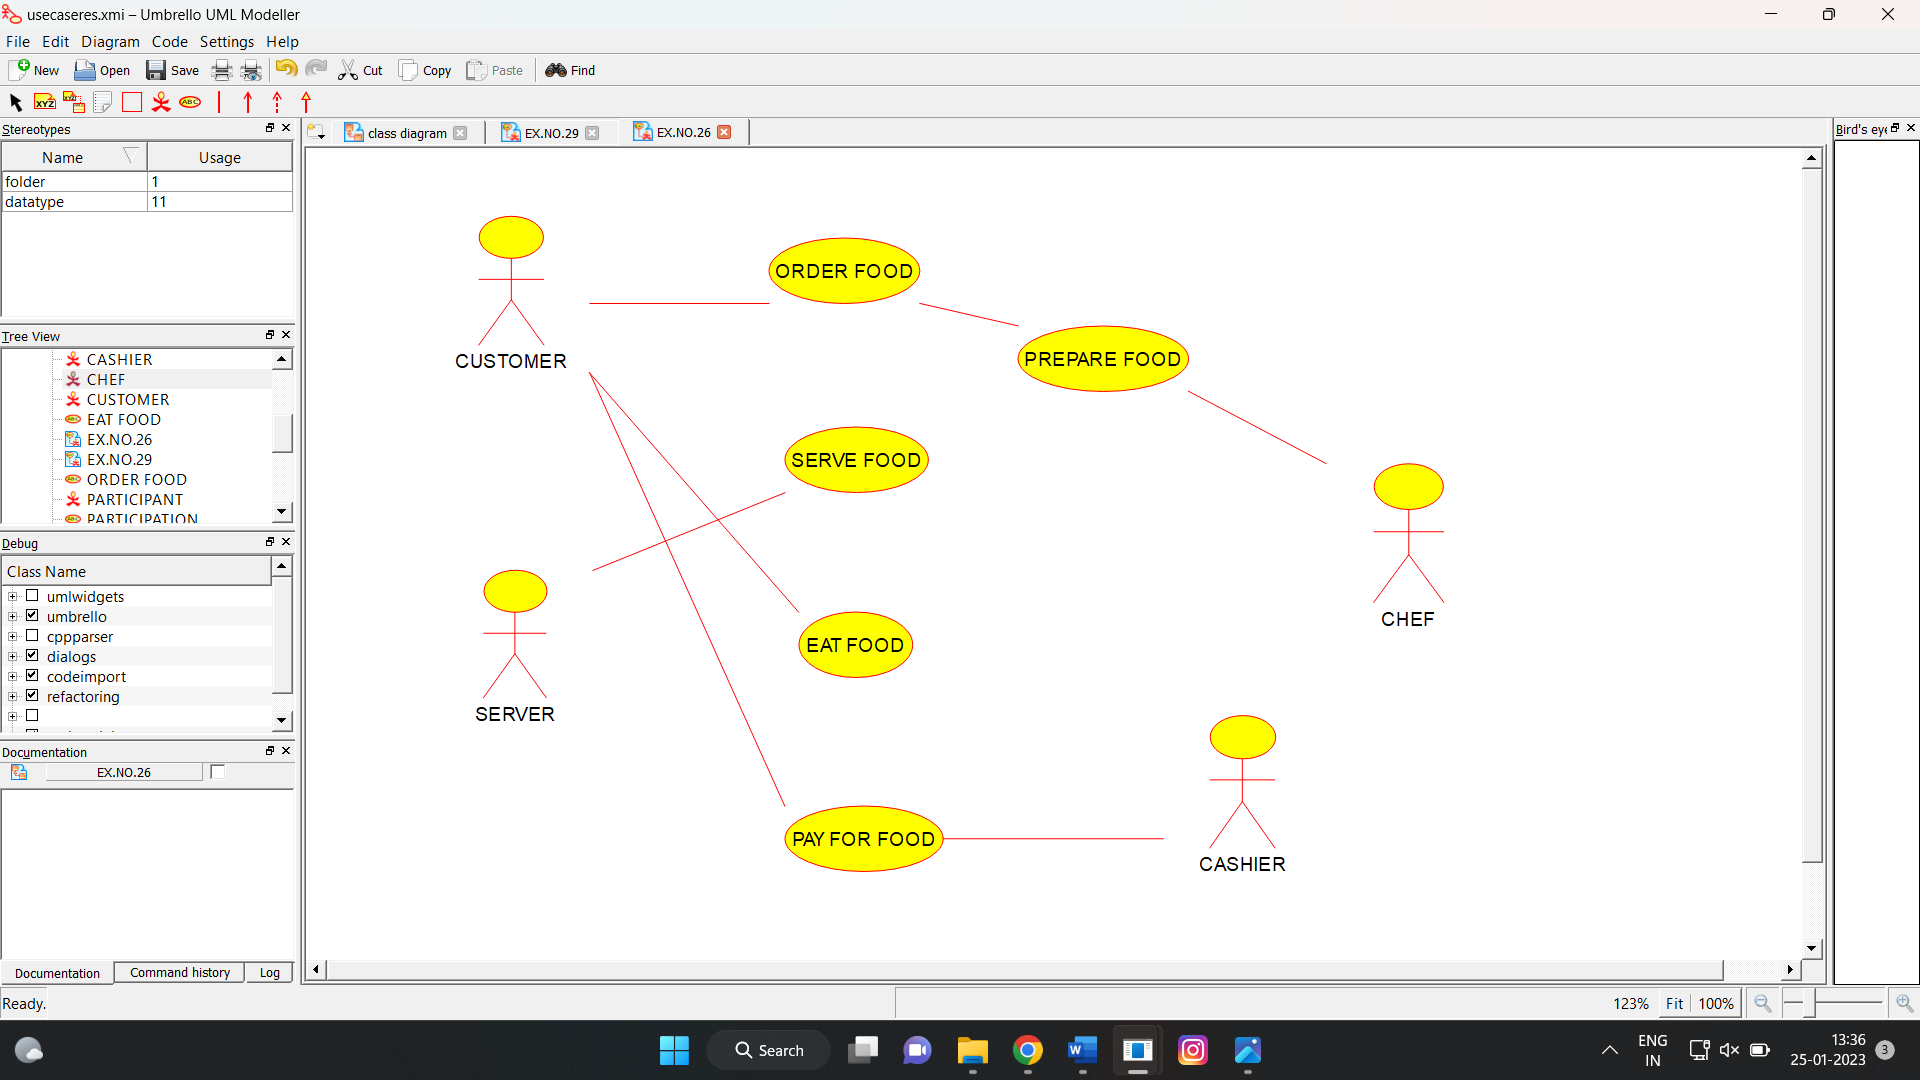 usecaseres.xmi – Umbrello UML Modeller
File Edit Diagram Code Settings Help
New Open Save Cut Copy Paste Find
XYZ XYZ ABC
Stereotypes
Name Usage
folder 1
datatype 11
Tree View
CASHIER
CHEF
CUSTOMER
EAT FOOD
EX.NO.26
EX.NO.29
ORDER FOOD
PARTICIPANT
PARTICIPATION
Debug
Class Name
umlwidgets
umbrello
cppparser
dialogs
codeimport
refactoring
Documentation
EX.NO.26
Documentation Command history Log
class diagram EX.NO.29 EX.NO.26
Bird's eye
CUSTOMER
ORDER FOOD
PREPARE FOOD
SERVE FOOD
CHEF
SERVER
EAT FOOD
PAY FOR FOOD
CASHIER
Ready.
123% Fit 100%
Search
ENG
IN
13:36
25-01-2023
3